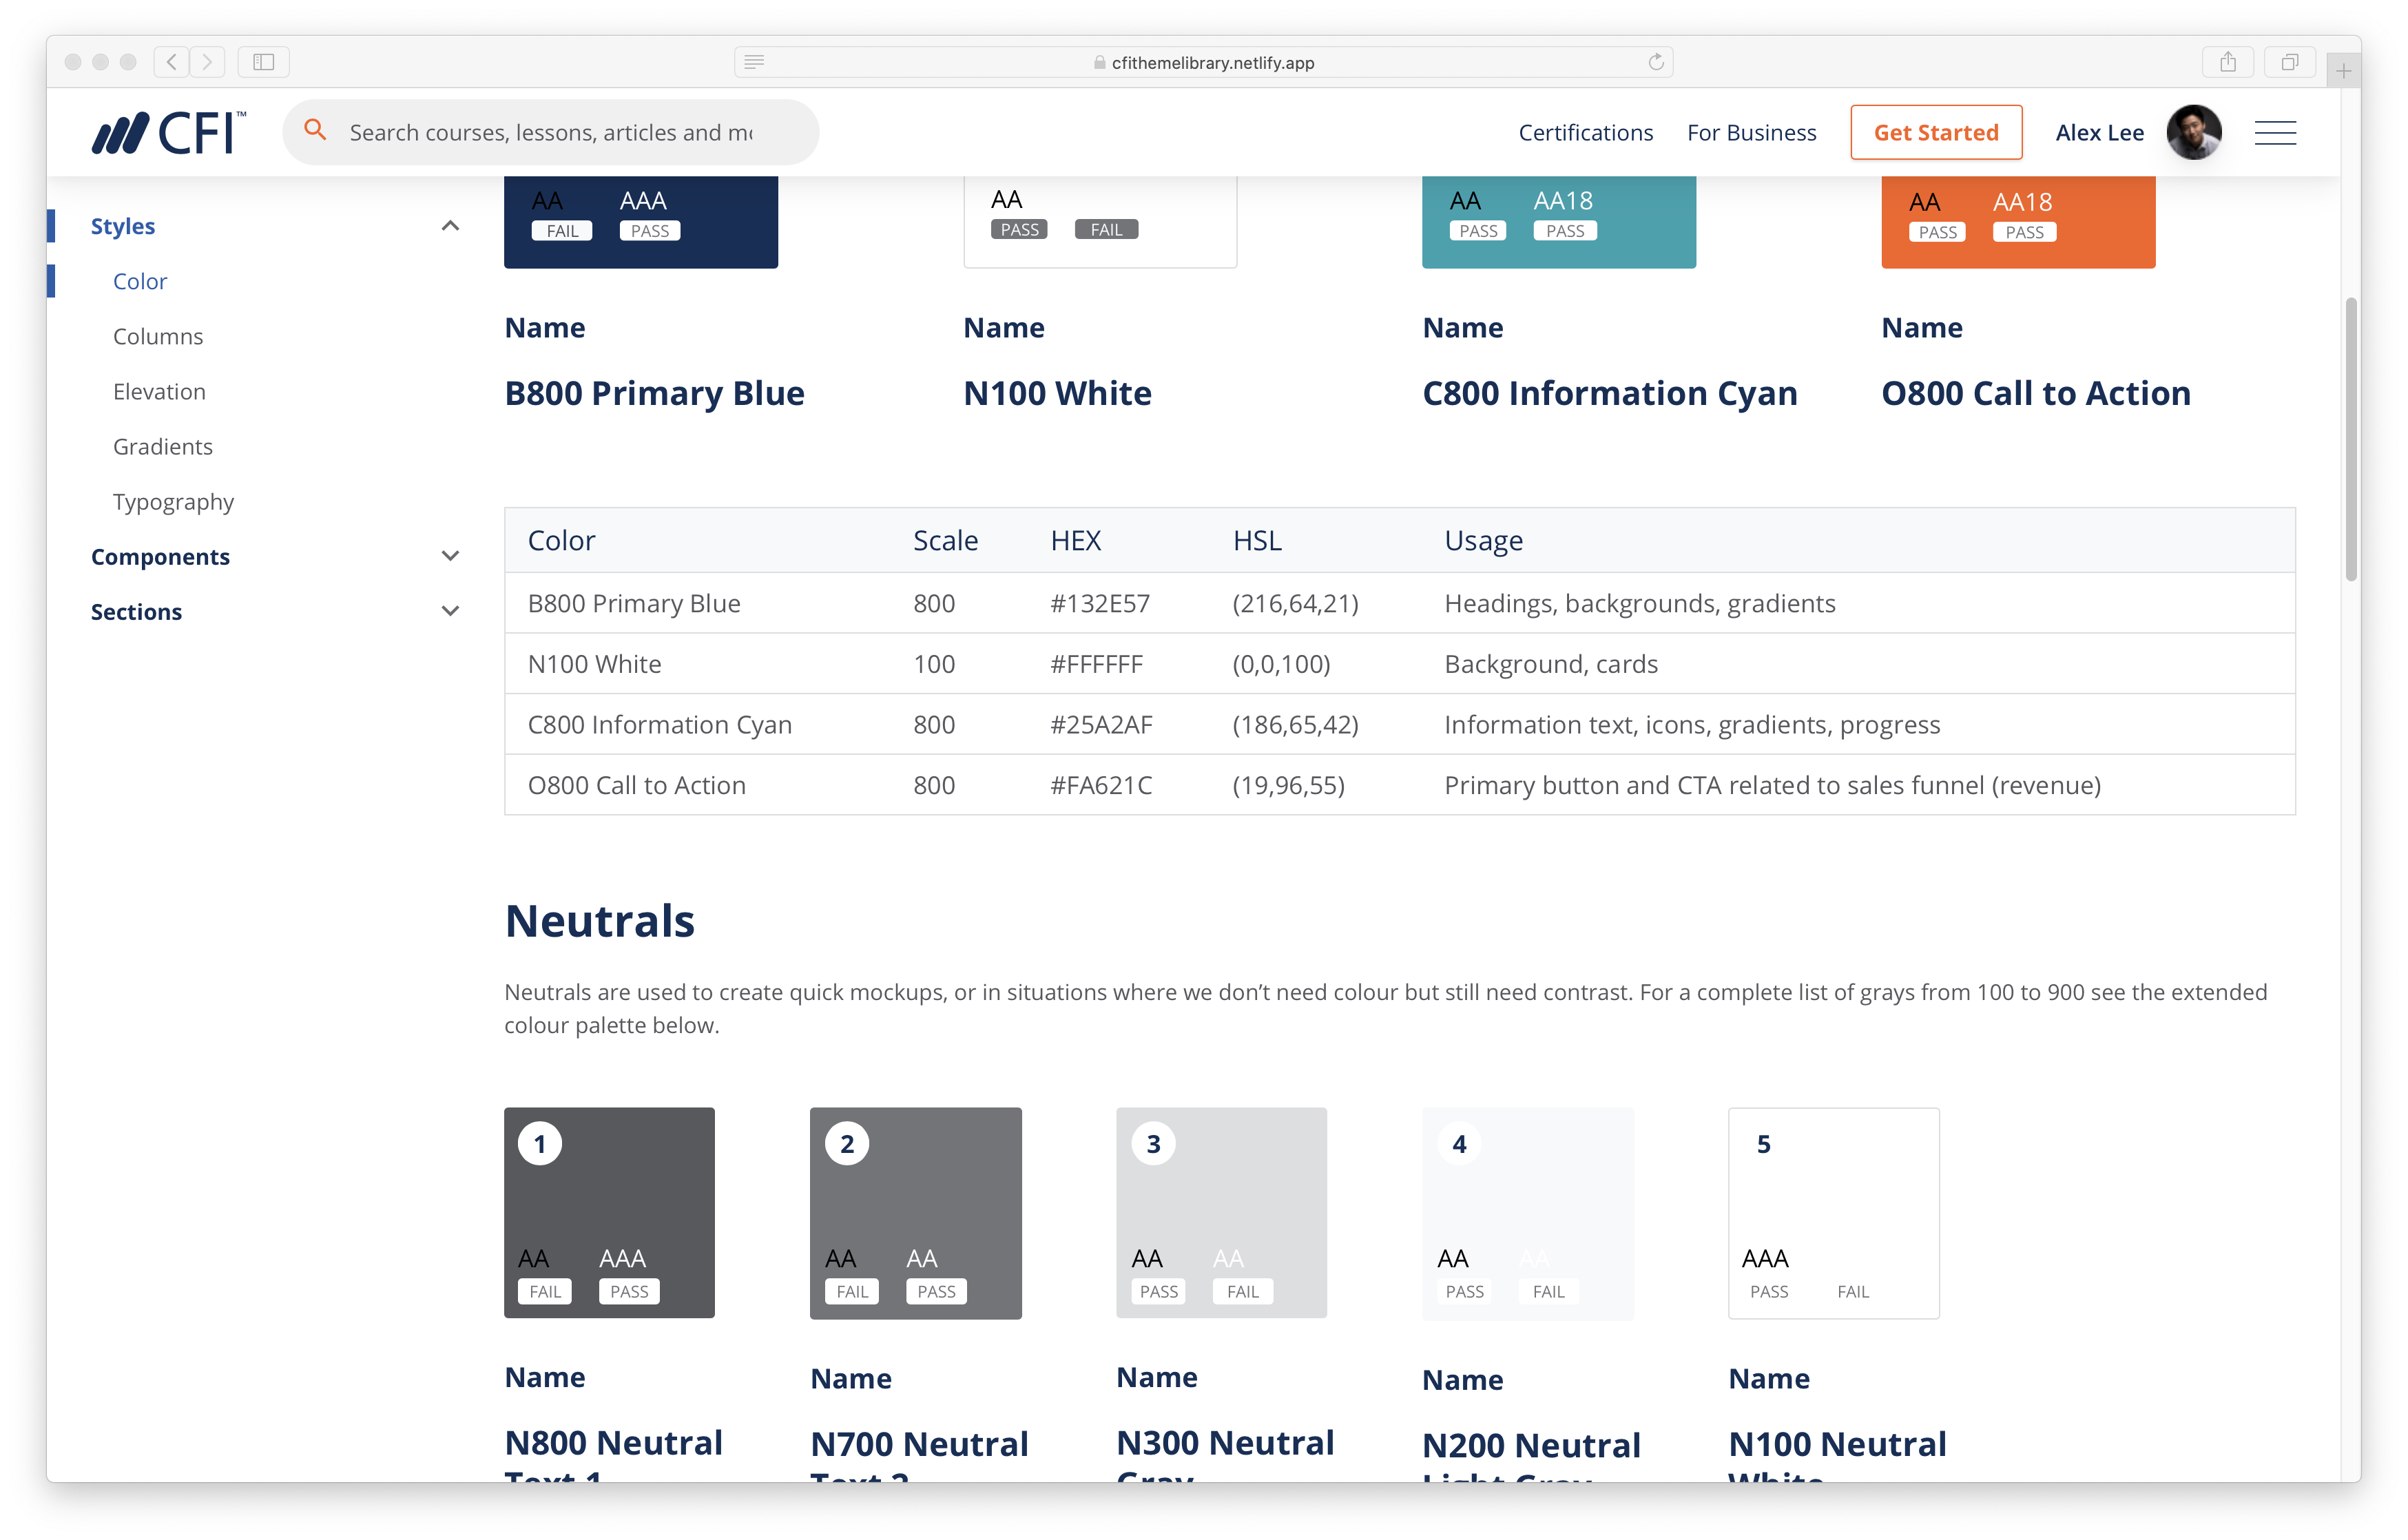 cfithemelibrary.netlify.app
CFI™
Search courses, lessons, articles and mo
Certifications
For Business
Get Started
Alex Lee
Styles
Color
Columns
Elevation
Gradients
Typography
Components
Sections
AA AAA
FAIL PASS
AA
PASS FAIL
AA AA18
PASS PASS
AA AA18
PASS PASS
Name
B800 Primary Blue
Name
N100 White
Name
C800 Information Cyan
Name
O800 Call to Action
Color Scale HEX HSL Usage
B800 Primary Blue 800 #132E57 (216,64,21) Headings, backgrounds, gradients
N100 White 100 #FFFFFF (0,0,100) Background, cards
C800 Information Cyan 800 #25A2AF (186,65,42) Information text, icons, gradients, progress
O800 Call to Action 800 #FA621C (19,96,55) Primary button and CTA related to sales funnel (revenue)
Neutrals
Neutrals are used to create quick mockups, or in situations where we don’t need colour but still need contrast. For a complete list of grays from 100 to 900 see the extended
colour palette below.
1
AA AAA
FAIL PASS
2
AA AA
FAIL PASS
3
AA AA
PASS FAIL
4
AA AA
PASS FAIL
5
AAA
PASS FAIL
Name
N800 Neutral
Text 1
Name
N700 Neutral
Text 2
Name
N300 Neutral
Gray
Name
N200 Neutral
Light Gray
Name
N100 Neutral
White